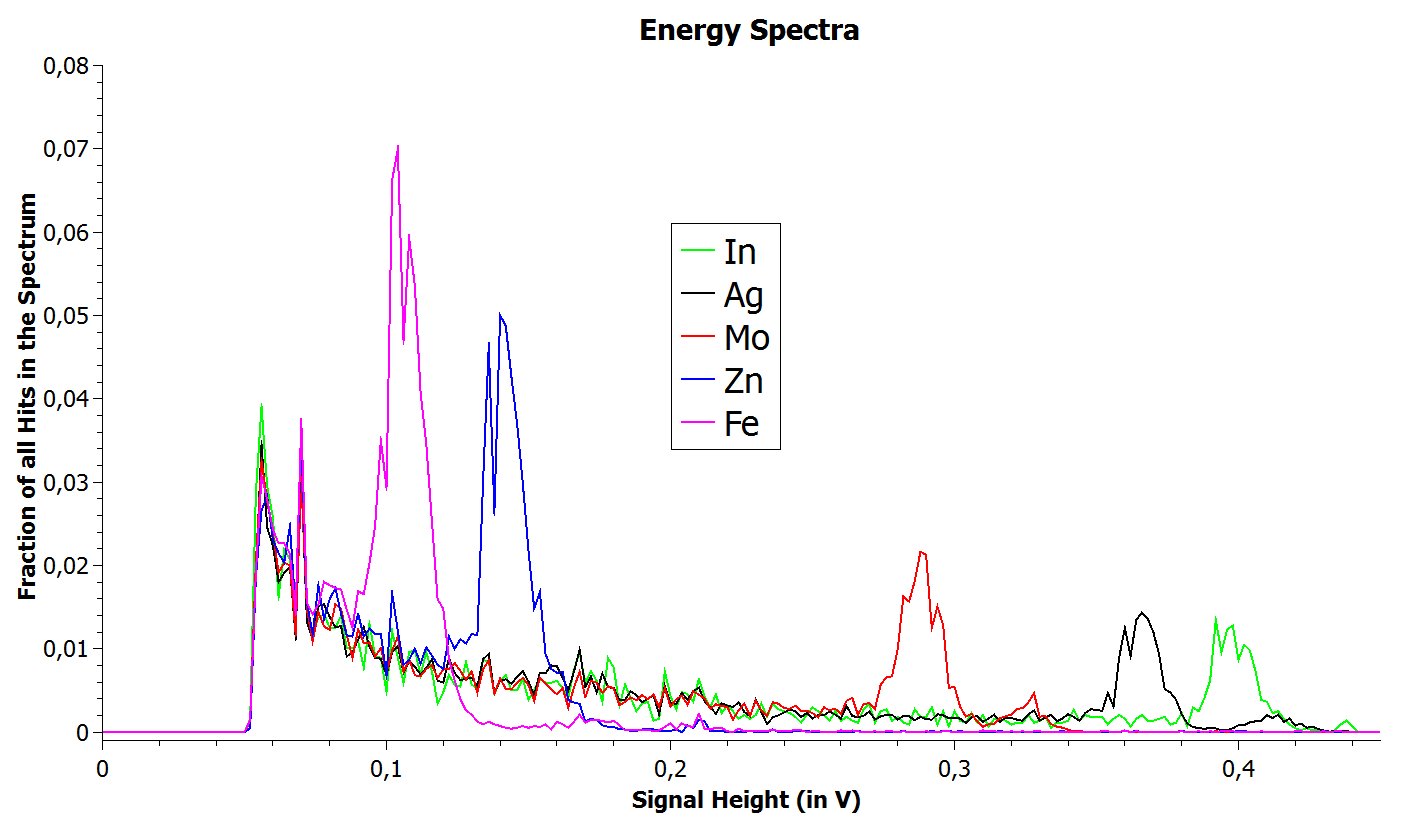 Energy Spectra
Fraction of all Hits in the Spectrum
0,08
0,07
0,06
0,05
0,04
0,03
0,02
0,01
0
In
Ag
Mo
Zn
Fe
0 0,1 0,2 0,3 0,4
Signal Height (in V)